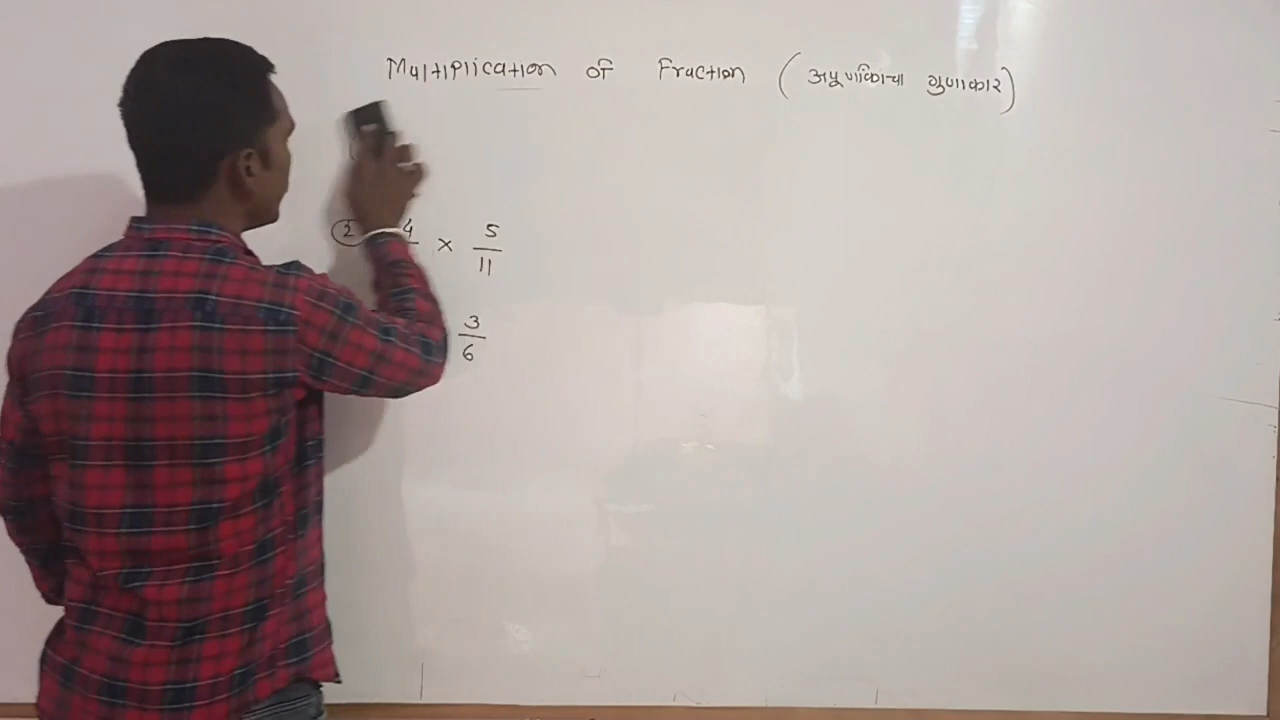 Multiplication of Fraction (अपूर्णांकाचा गुणाकार)
② 4 × 5/11
3/6